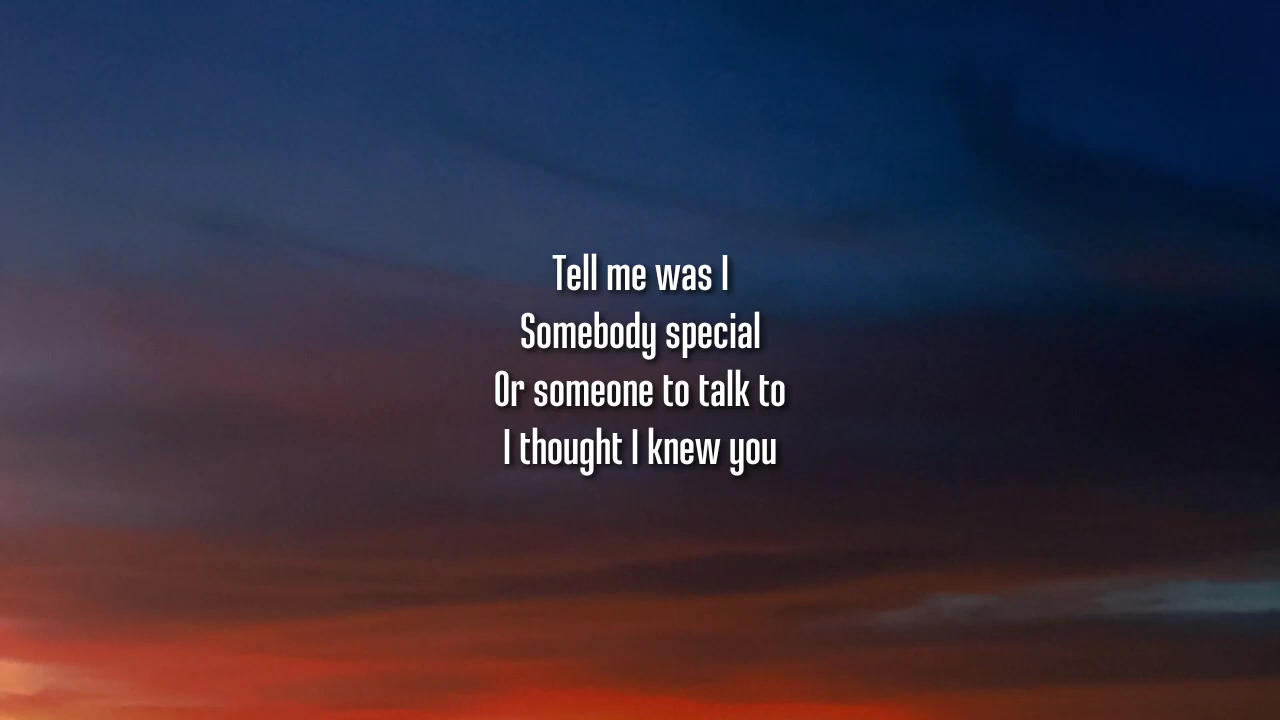 Tell me was I
Somebody special
Or someone to talk to
I thought I knew you